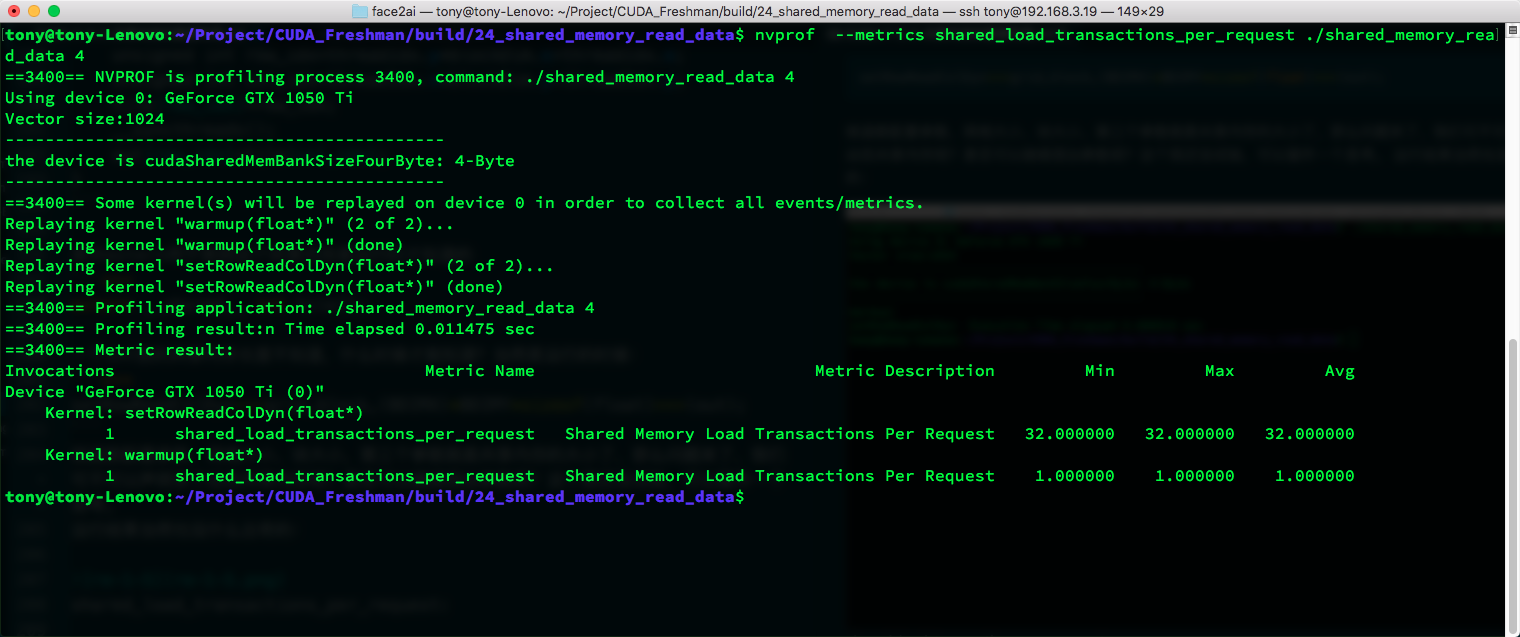 face2ai — tony@tony-Lenovo: ~/Project/CUDA_Freshman/build/24_shared_memory_read_data — ssh tony@192.168.3.19 — 149×29
tony@tony-Lenovo:~/Project/CUDA_Freshman/build/24_shared_memory_read_data$ nvprof  --metrics shared_load_transactions_per_request ./shared_memory_rea
d_data 4
==3400== NVPROF is profiling process 3400, command: ./shared_memory_read_data 4
Using device 0: GeForce GTX 1050 Ti
Vector size:1024
--------------------------------------------
the device is cudaSharedMemBankSizeFourByte: 4-Byte
--------------------------------------------
==3400== Some kernel(s) will be replayed on device 0 in order to collect all events/metrics.
Replaying kernel "warmup(float*)" (2 of 2)...
Replaying kernel "warmup(float*)" (done)
Replaying kernel "setRowReadColDyn(float*)" (2 of 2)...
Replaying kernel "setRowReadColDyn(float*)" (done)
==3400== Profiling application: ./shared_memory_read_data 4
==3400== Profiling result:n Time elapsed 0.011475 sec
==3400== Metric result:
Invocations                               Metric Name                            Metric Description         Min         Max         Avg
Device "GeForce GTX 1050 Ti (0)"
    Kernel: setRowReadColDyn(float*)
          1      shared_load_transactions_per_request   Shared Memory Load Transactions Per Request   32.000000   32.000000   32.000000
    Kernel: warmup(float*)
          1      shared_load_transactions_per_request   Shared Memory Load Transactions Per Request    1.000000    1.000000    1.000000
tony@tony-Lenovo:~/Project/CUDA_Freshman/build/24_shared_memory_read_data$